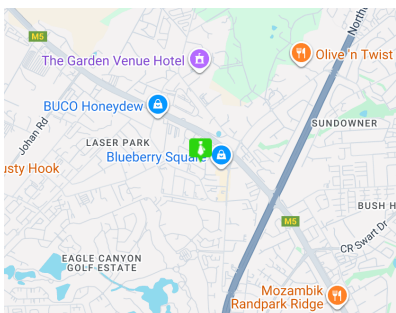 M5
North
The Garden Venue Hotel
Olive 'n Twist
BUCO Honeydew
SUNDOWNER
Johan Rd
LASER PARK
Blueberry Square
usty Hook
BUSH H
M5
CR Swart Dr
EAGLE CANYON
GOLF ESTATE
Mozambik
Randpark Ridge